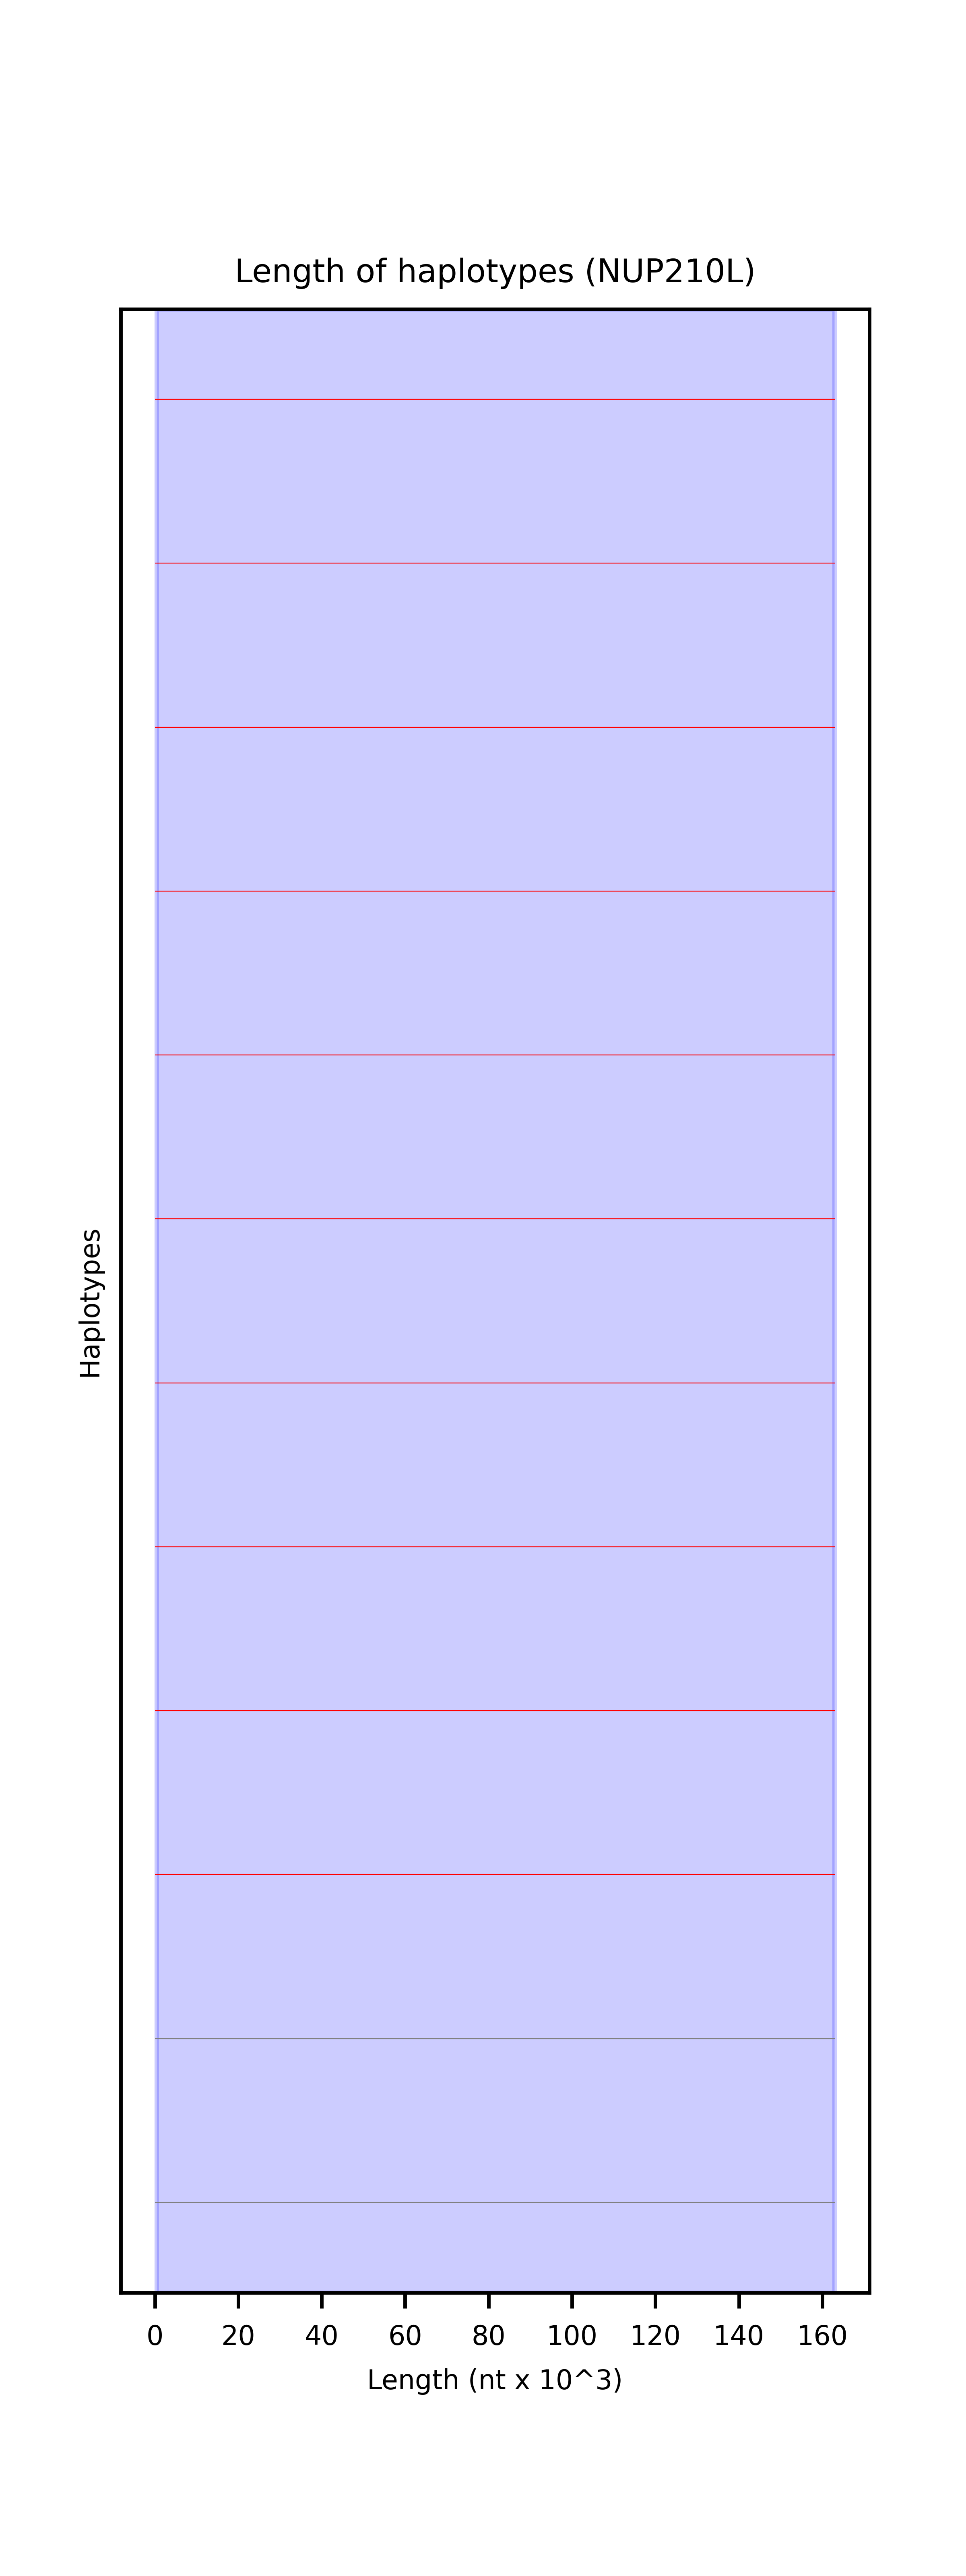 Length of haplotypes (NUP210L)
Haplotypes
0 20 40 60 80 100 120 140 160
Length (nt x 10^3)